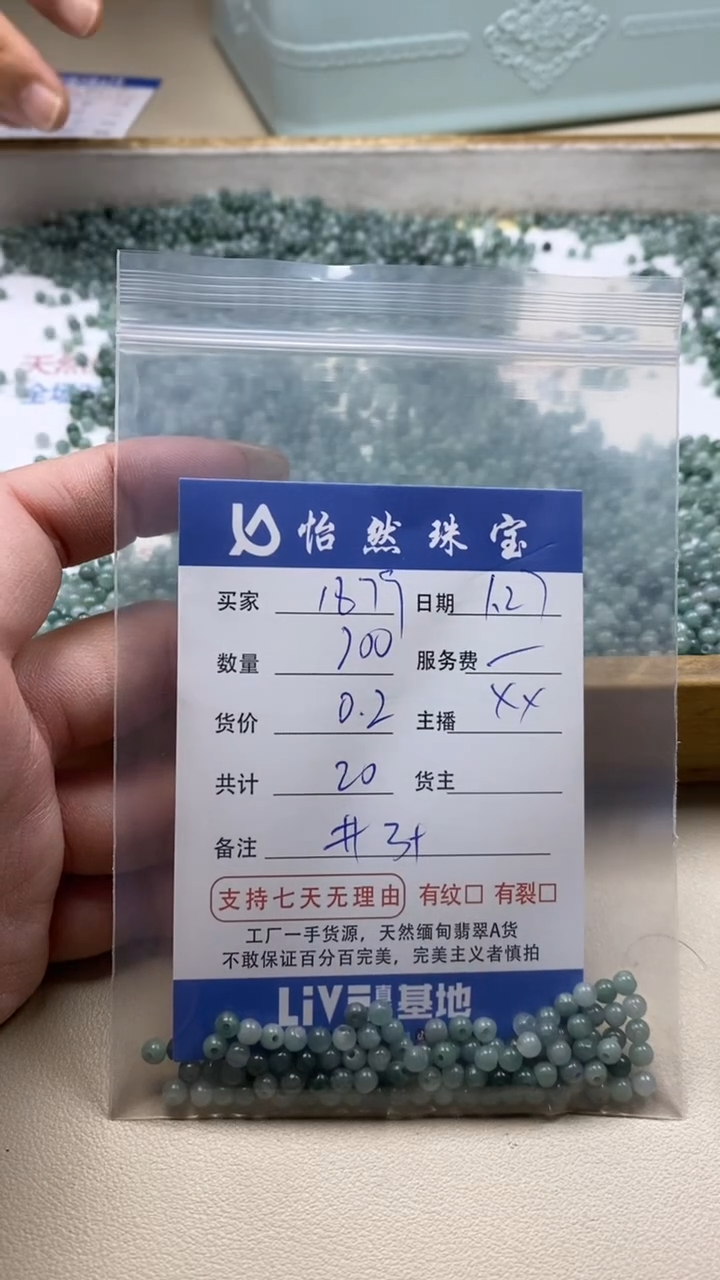 怡然珠宝
买家 1879 日期 1.27
数量 100 服务费
货价 0.2 主播 XX
共计 20 货主
备注 # 3+
支持七天无理由 有纹□ 有裂□
工厂一手货源，天然缅甸翡翠A货
不敢保证百分百完美，完美主义者慎拍
LiVE 基地
天然